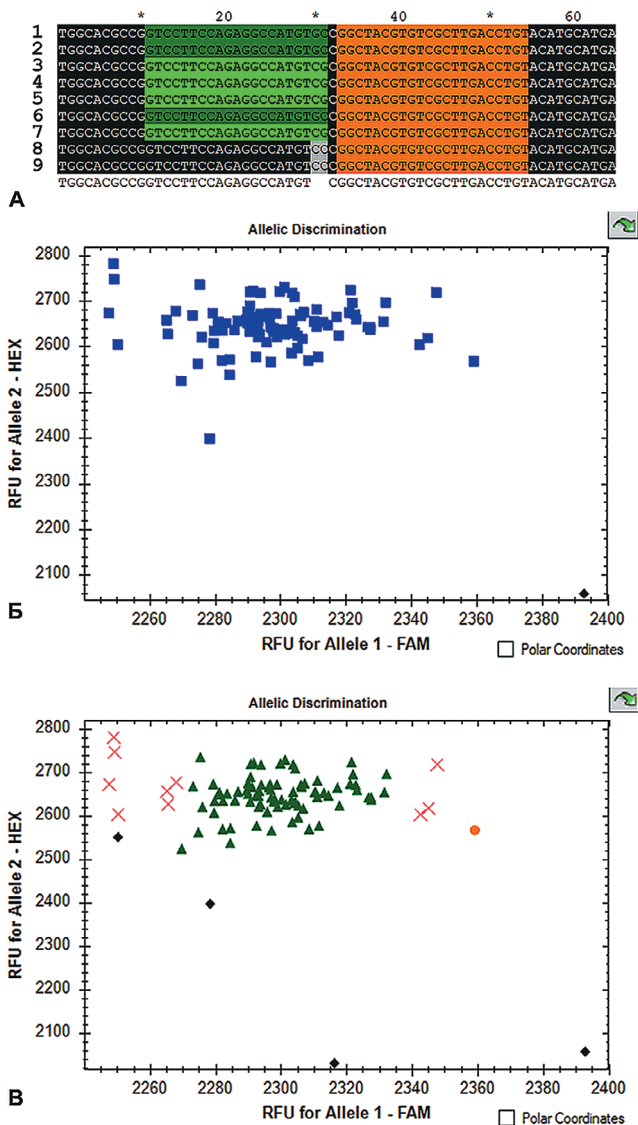 * 20 * 40 * 60
1 TGGCACGCCGGTCCTTCCAGAGGCCATGTGCCGGCTACGTGTCGCTTGACCTGTACATGCATGA
2 TGGCACGCCGGTCCTTCCAGAGGCCATGTGCCGGCTACGTGTCGCTTGACCTGTACATGCATGA
3 TGGCACGCCGGTCCTTCCAGAGGCCATGTCGCGGCTACGTGTCGCTTGACCTGTACATGCATGA
4 TGGCACGCCGGTCCTTCCAGAGGCCATGTCGCGGCTACGTGTCGCTTGACCTGTACATGCATGA
5 TGGCACGCCGGTCCTTCCAGAGGCCATGTCGCGGCTACGTGTCGCTTGACCTGTACATGCATGA
6 TGGCACGCCGGTCCTTCCAGAGGCCATGTGCCGGCTACGTGTCGCTTGACCTGTACATGCATGA
7 TGGCACGCCGGTCCTTCCAGAGGCCATGTCGCGGCTACGTGTCGCTTGACCTGTACATGCATGA
8 TGGCACGCCGGTCCTTCCAGAGGCCATGTCCCGGCTACGTGTCGCTTGACCTGTACATGCATGA
9 TGGCACGCCGGTCCTTCCAGAGGCCATGTCCCGGCTACGTGTCGCTTGACCTGTACATGCATGA
TGGCACGCCGGTCCTTCCAGAGGCCATGT CGGCTACGTGTCGCTTGACCTGTACATGCATGA
А
Allelic Discrimination
RFU for Allele 2 - HEX
2800
2700
2600
2500
2400
2300
2200
2100
2260 2280 2300 2320 2340 2360 2380 2400
RFU for Allele 1 - FAM
Polar Coordinates
Б
Allelic Discrimination
RFU for Allele 2 - HEX
2800
2700
2600
2500
2400
2300
2200
2100
2260 2280 2300 2320 2340 2360 2380 2400
RFU for Allele 1 - FAM
Polar Coordinates
В